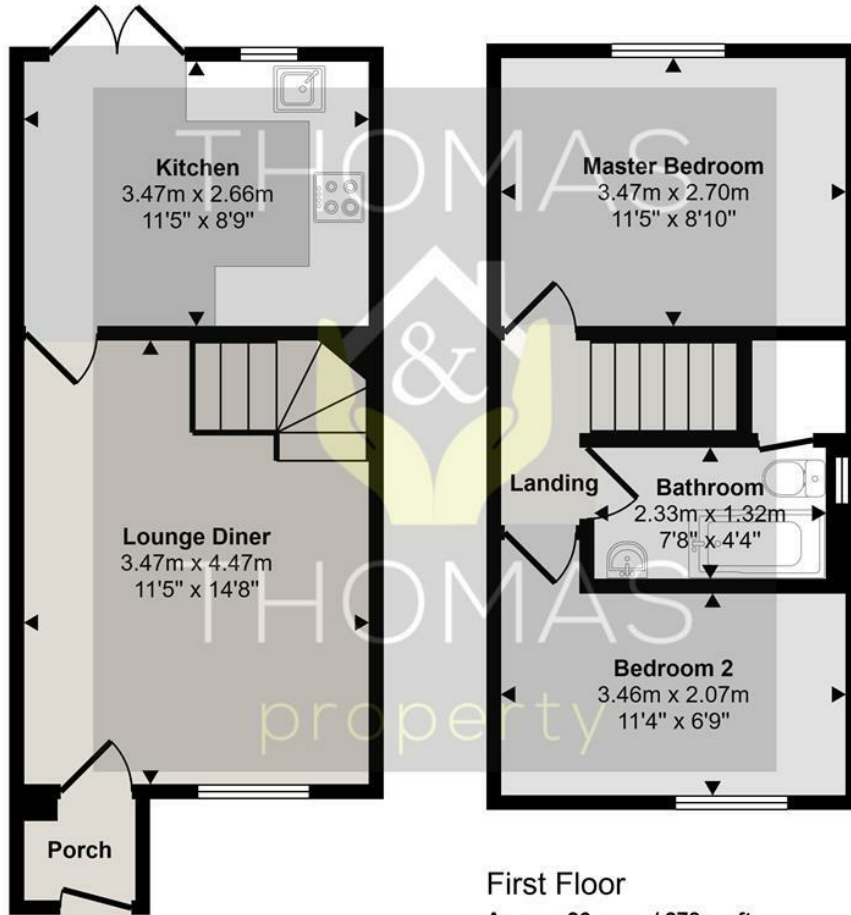 Kitchen
3.47m x 2.66m
11'5" x 8'9"
Master Bedroom
3.47m x 2.70m
11'5" x 8'10"
THOMAS
&
THOMAS
property
Lounge Diner
3.47m x 4.47m
11'5" x 14'8"
Landing
Bathroom
2.33m x 1.32m
7'8" x 4'4"
Bedroom 2
3.46m x 2.07m
11'4" x 6'9"
Porch
First Floor